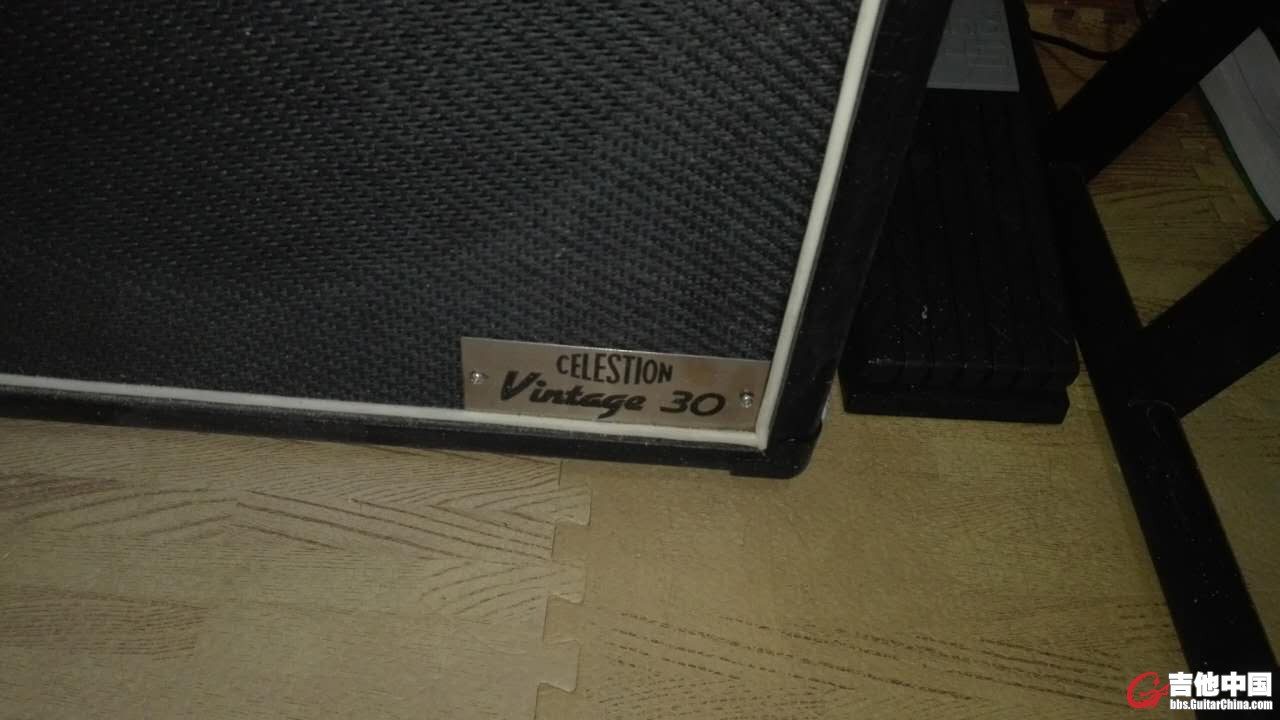 CELESTION
Vintage 30
吉他中国
bbs.GuitarChina.com